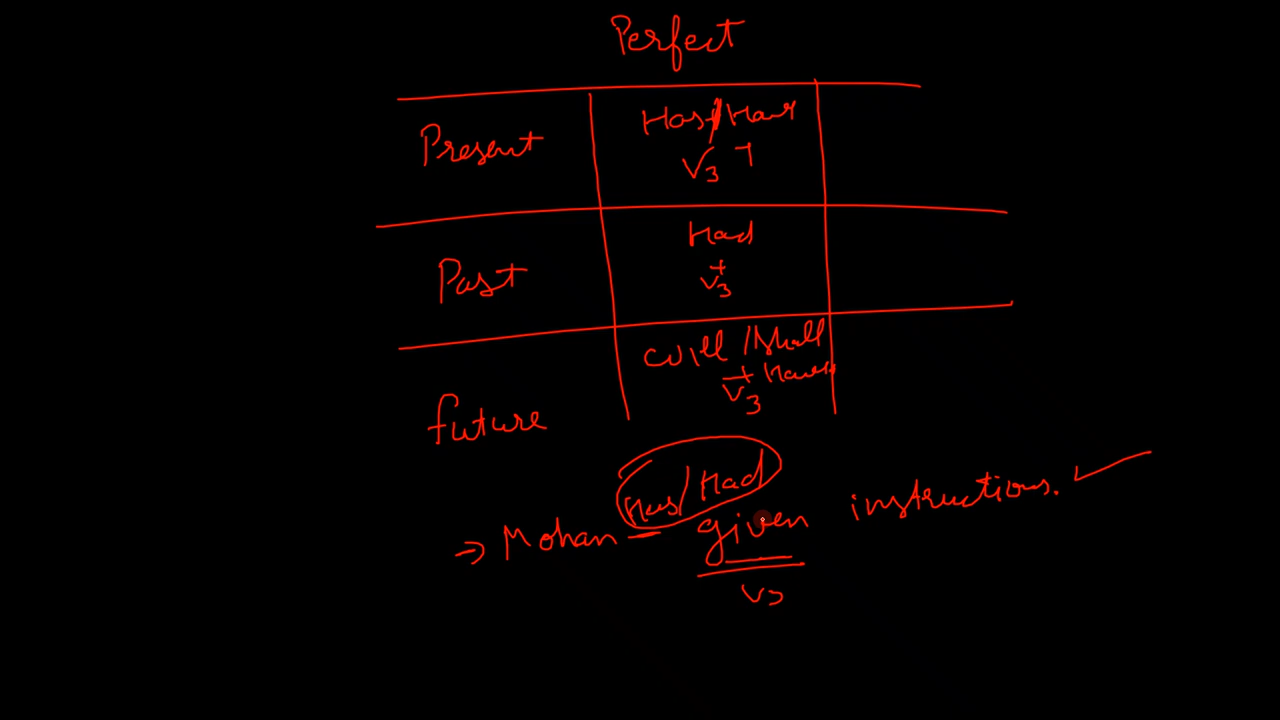 Perfect
Present
Has/Have
V3 +
Past
Had
+
V3
Will/Shall
+ Have
V3
future
Has/Had
⇒ Mohan – given instructions. ✓
V3